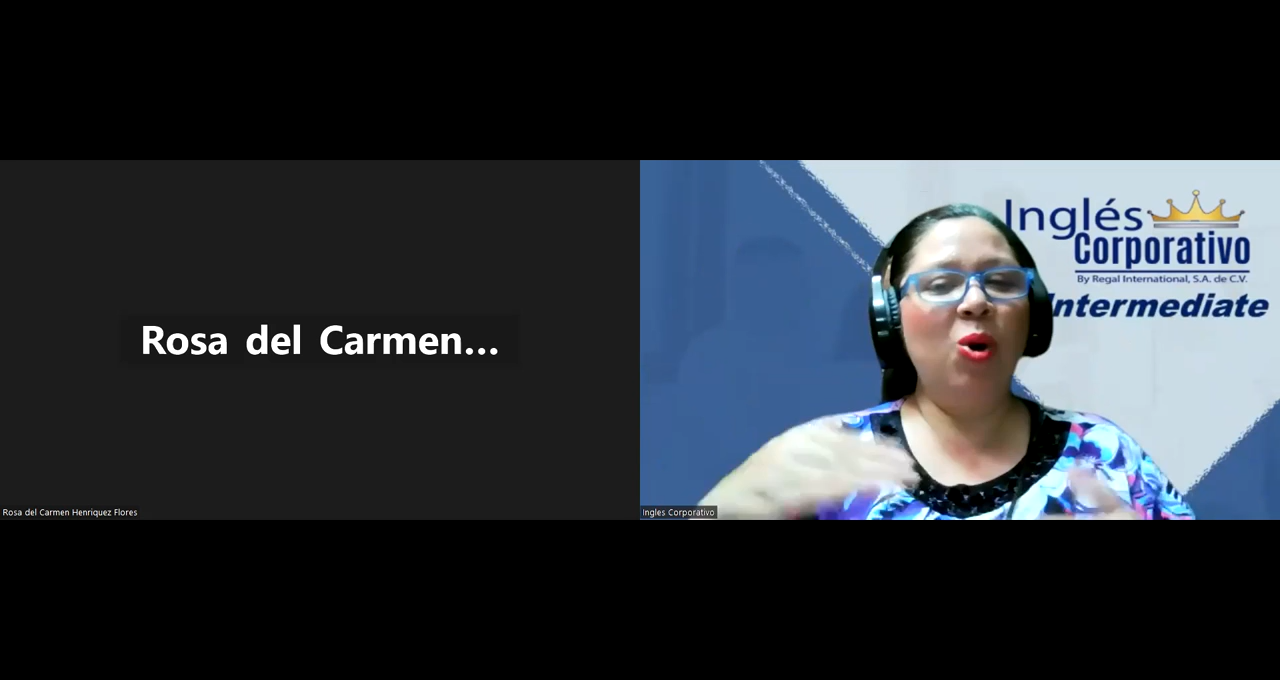 Rosa del Carmen...
Rosa del Carmen Henriquez Flores
Inglés
Corporativo
By Regal International, S.A. de C.V.
Intermediate
Ingles Corporativo